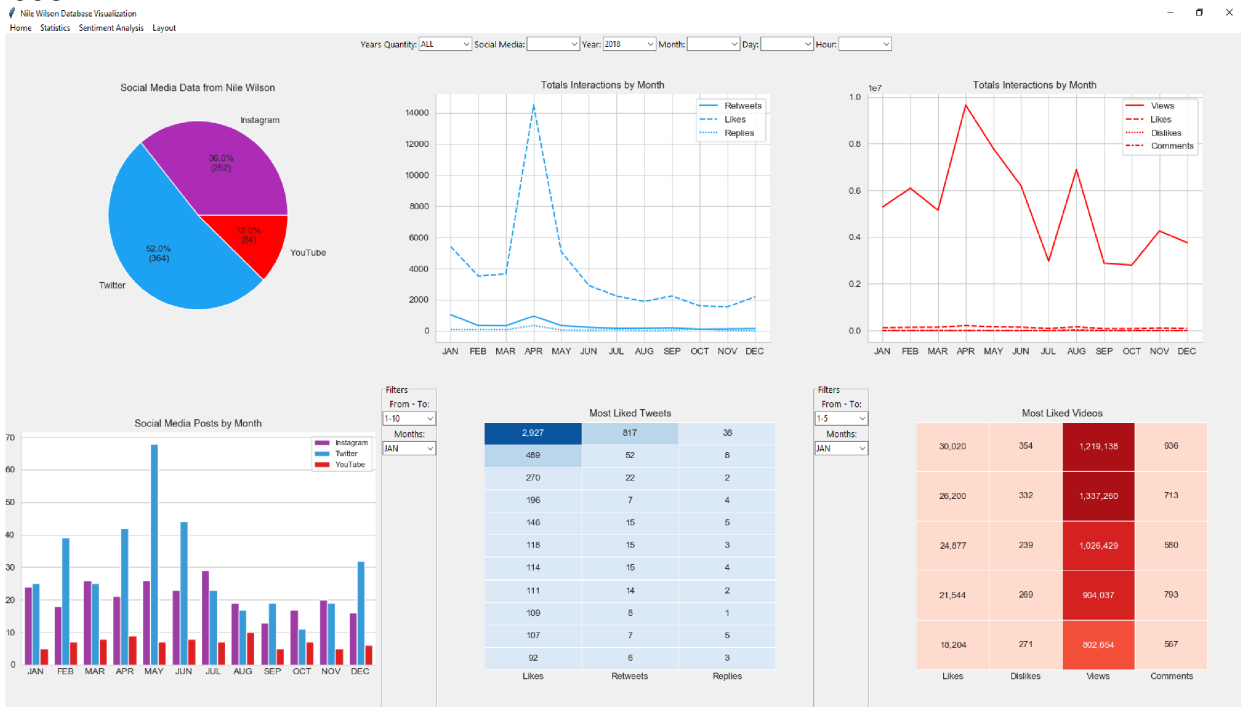 Nile Wilson Database Visualization
Home Statistics Sentiment Analysis Layout
Years Quantity: ALL Social Media: Year: 2018 Month: Day: Hour:
Social Media Data from Nile Wilson
Instagram
36.0%
(252)
12.0%
(84)
YouTube
52.0%
(364)
Twitter
Totals Interactions by Month
Retweets
Likes
Replies
14000
12000
10000
8000
6000
4000
2000
0
JAN FEB MAR APR MAY JUN JUL AUG SEP OCT NOV DEC
Totals Interactions by Month
1e7
Views
Likes
Dislikes
Comments
1.0
0.8
0.6
0.4
0.2
0.0
JAN FEB MAR APR MAY JUN JUL AUG SEP OCT NOV DEC
Social Media Posts by Month
Instagram
Twitter
YouTube
70
60
50
40
30
20
10
0
JAN FEB MAR APR MAY JUN JUL AUG SEP OCT NOV DEC
Filters
From - To:
1-10
Months:
JAN
Most Liked Tweets
2,927 817 38
489 52 8
270 22 2
196 7 4
146 15 5
118 15 3
114 15 4
111 14 2
109 8 1
107 7 5
92 6 3
Likes Retweets Replies
Filters
From - To:
1-5
Months:
JAN
Most Liked Videos
30,020 354 1,219,138 936
26,200 332 1,337,260 713
24,877 239 1,026,429 580
21,544 269 904,037 793
18,204 271 802,654 567
Likes Dislikes Views Comments